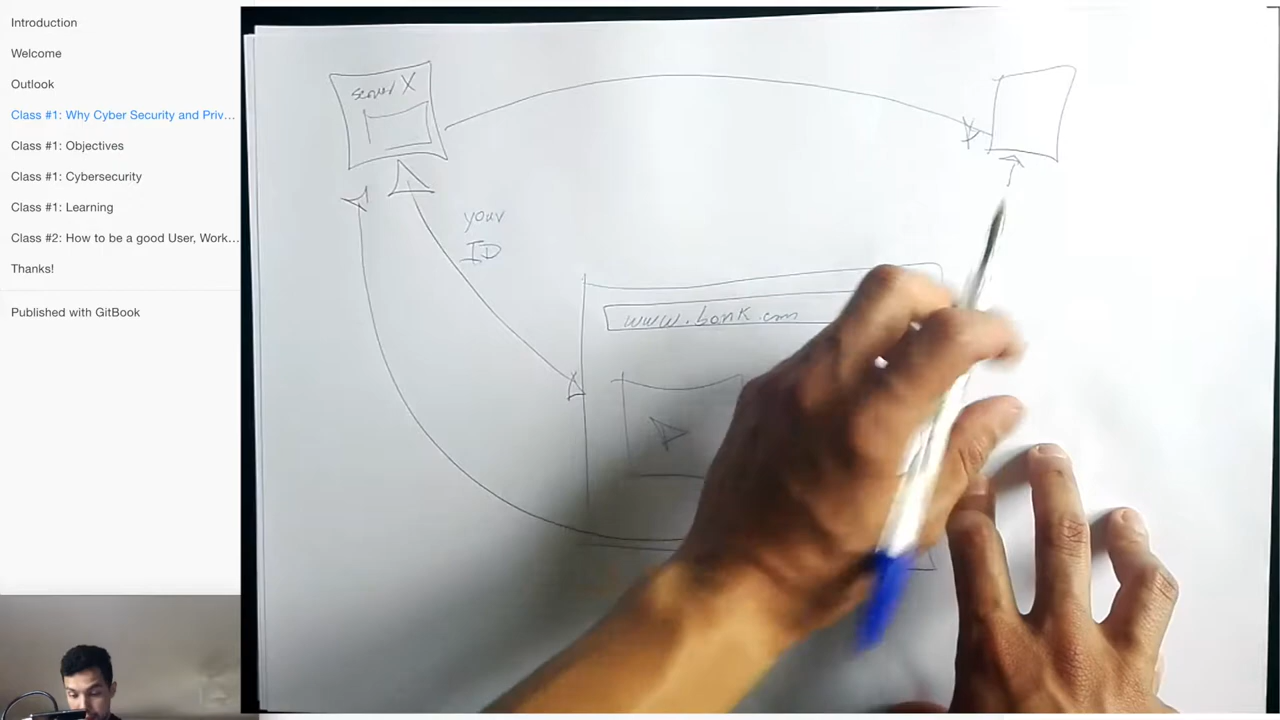 Introduction
Welcome
Outlook
Class #1: Why Cyber Security and Priv...
Class #1: Objectives
Class #1: Cybersecurity
Class #1: Learning
Class #2: How to be a good User, Work...
Thanks!
Published with GitBook
server X
your
ID
www.bank.com